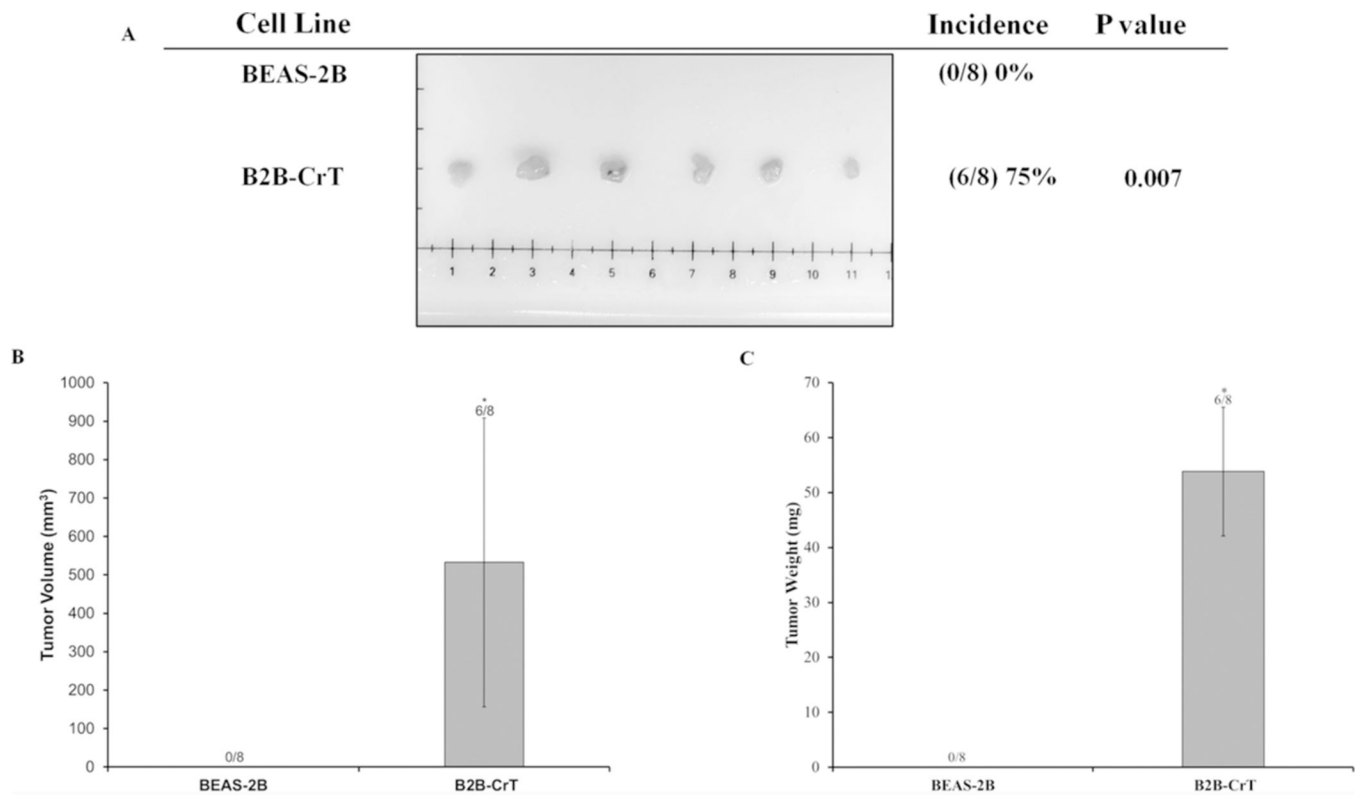 A Cell Line Incidence P value
BEAS-2B (0/8) 0%
B2B-CrT (6/8) 75% 0.007
1 2 3 4 5 6 7 8 9 10 11 1
B
Tumor Volume (mm³)
1000
900
800
700
600
500
400
300
200
100
0
*
6/8
0/8
BEAS-2B B2B-CrT
C
Tumor Weight (mg)
70
60
50
40
30
20
10
0
*
6/8
0/8
BEAS-2B B2B-CrT